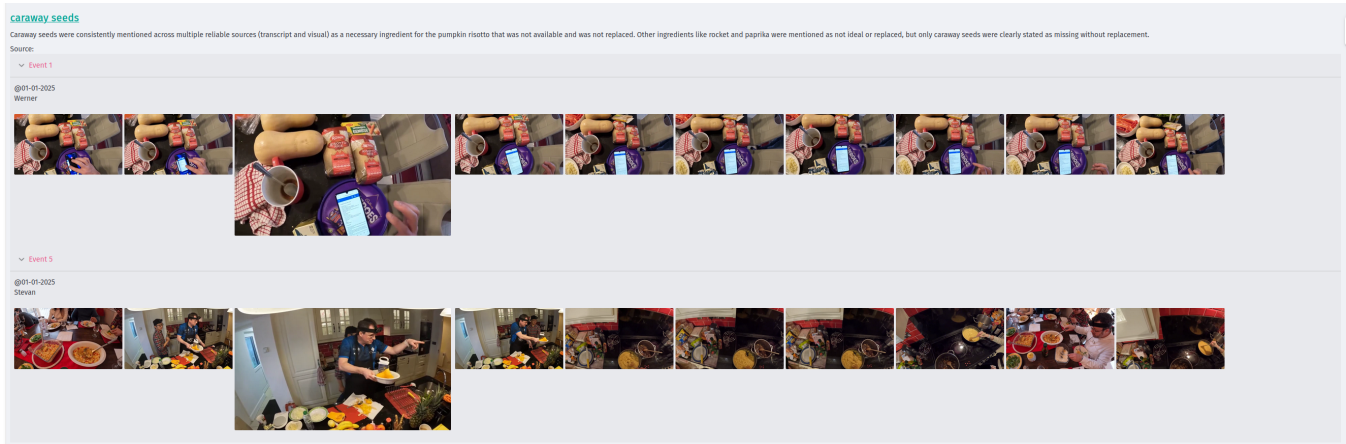 caraway seeds
Caraway seeds were consistently mentioned across multiple reliable sources (transcript and visual) as a necessary ingredient for the pumpkin risotto that was not available and was not replaced. Other ingredients like rocket and paprika were mentioned as not ideal or replaced, but only caraway seeds were clearly stated as missing without replacement.
Source:
Event 1
@01-01-2025
Werner
Event 5
@01-01-2025
Stevan